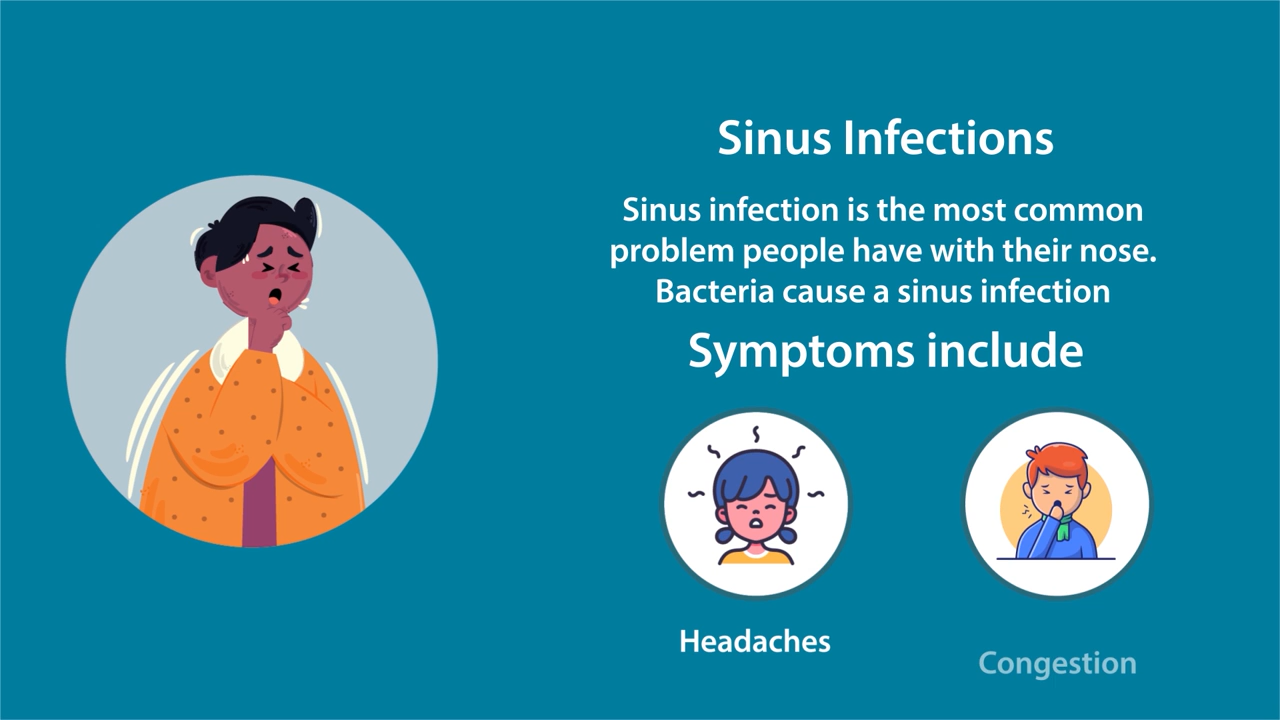 Sinus Infections
Sinus infection is the most common
problem people have with their nose.
Bacteria cause a sinus infection
Symptoms include
Headaches
Congestion